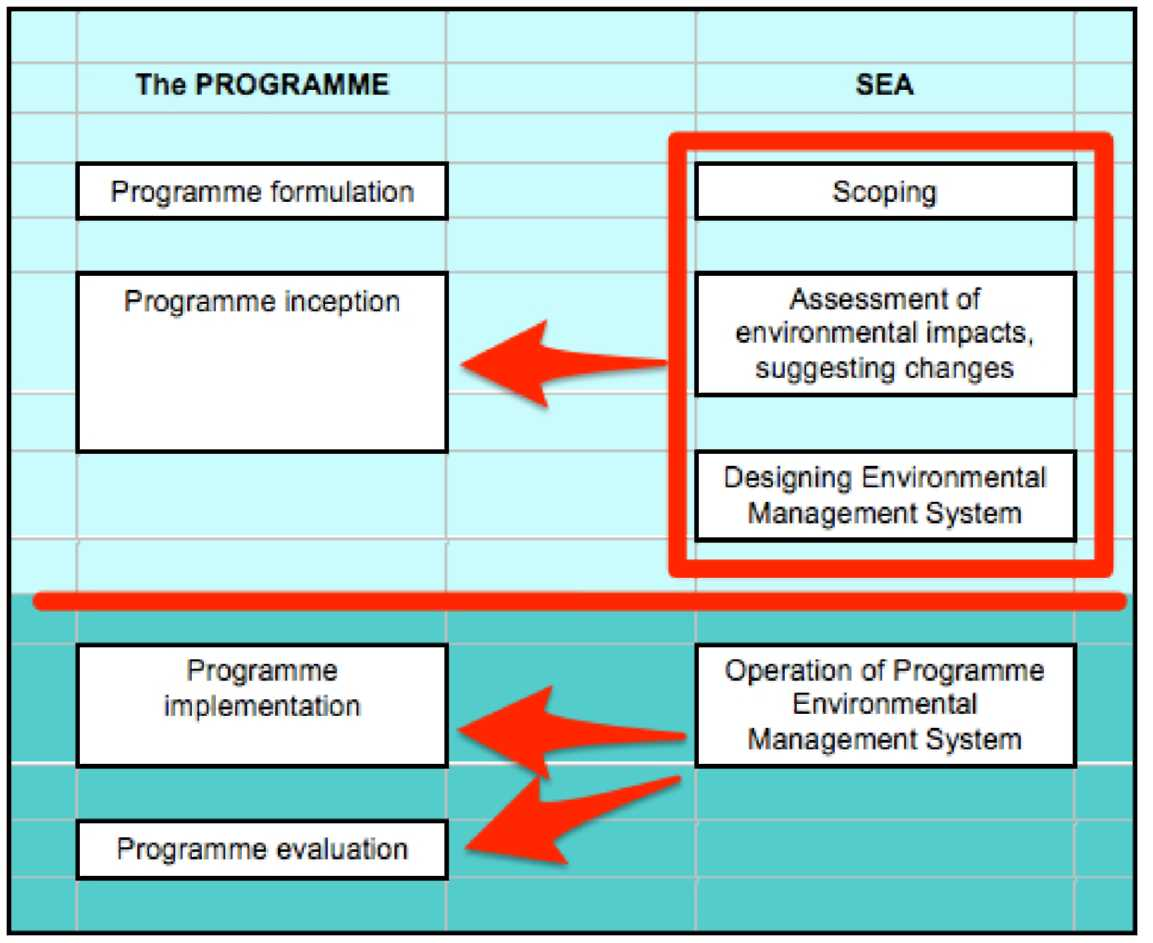 The PROGRAMME
SEA
Programme formulation
Scoping
Programme inception
Assessment of
environmental impacts,
suggesting changes
Designing Environmental
Management System
Programme
implementation
Operation of Programme
Environmental
Management System
Programme evaluation